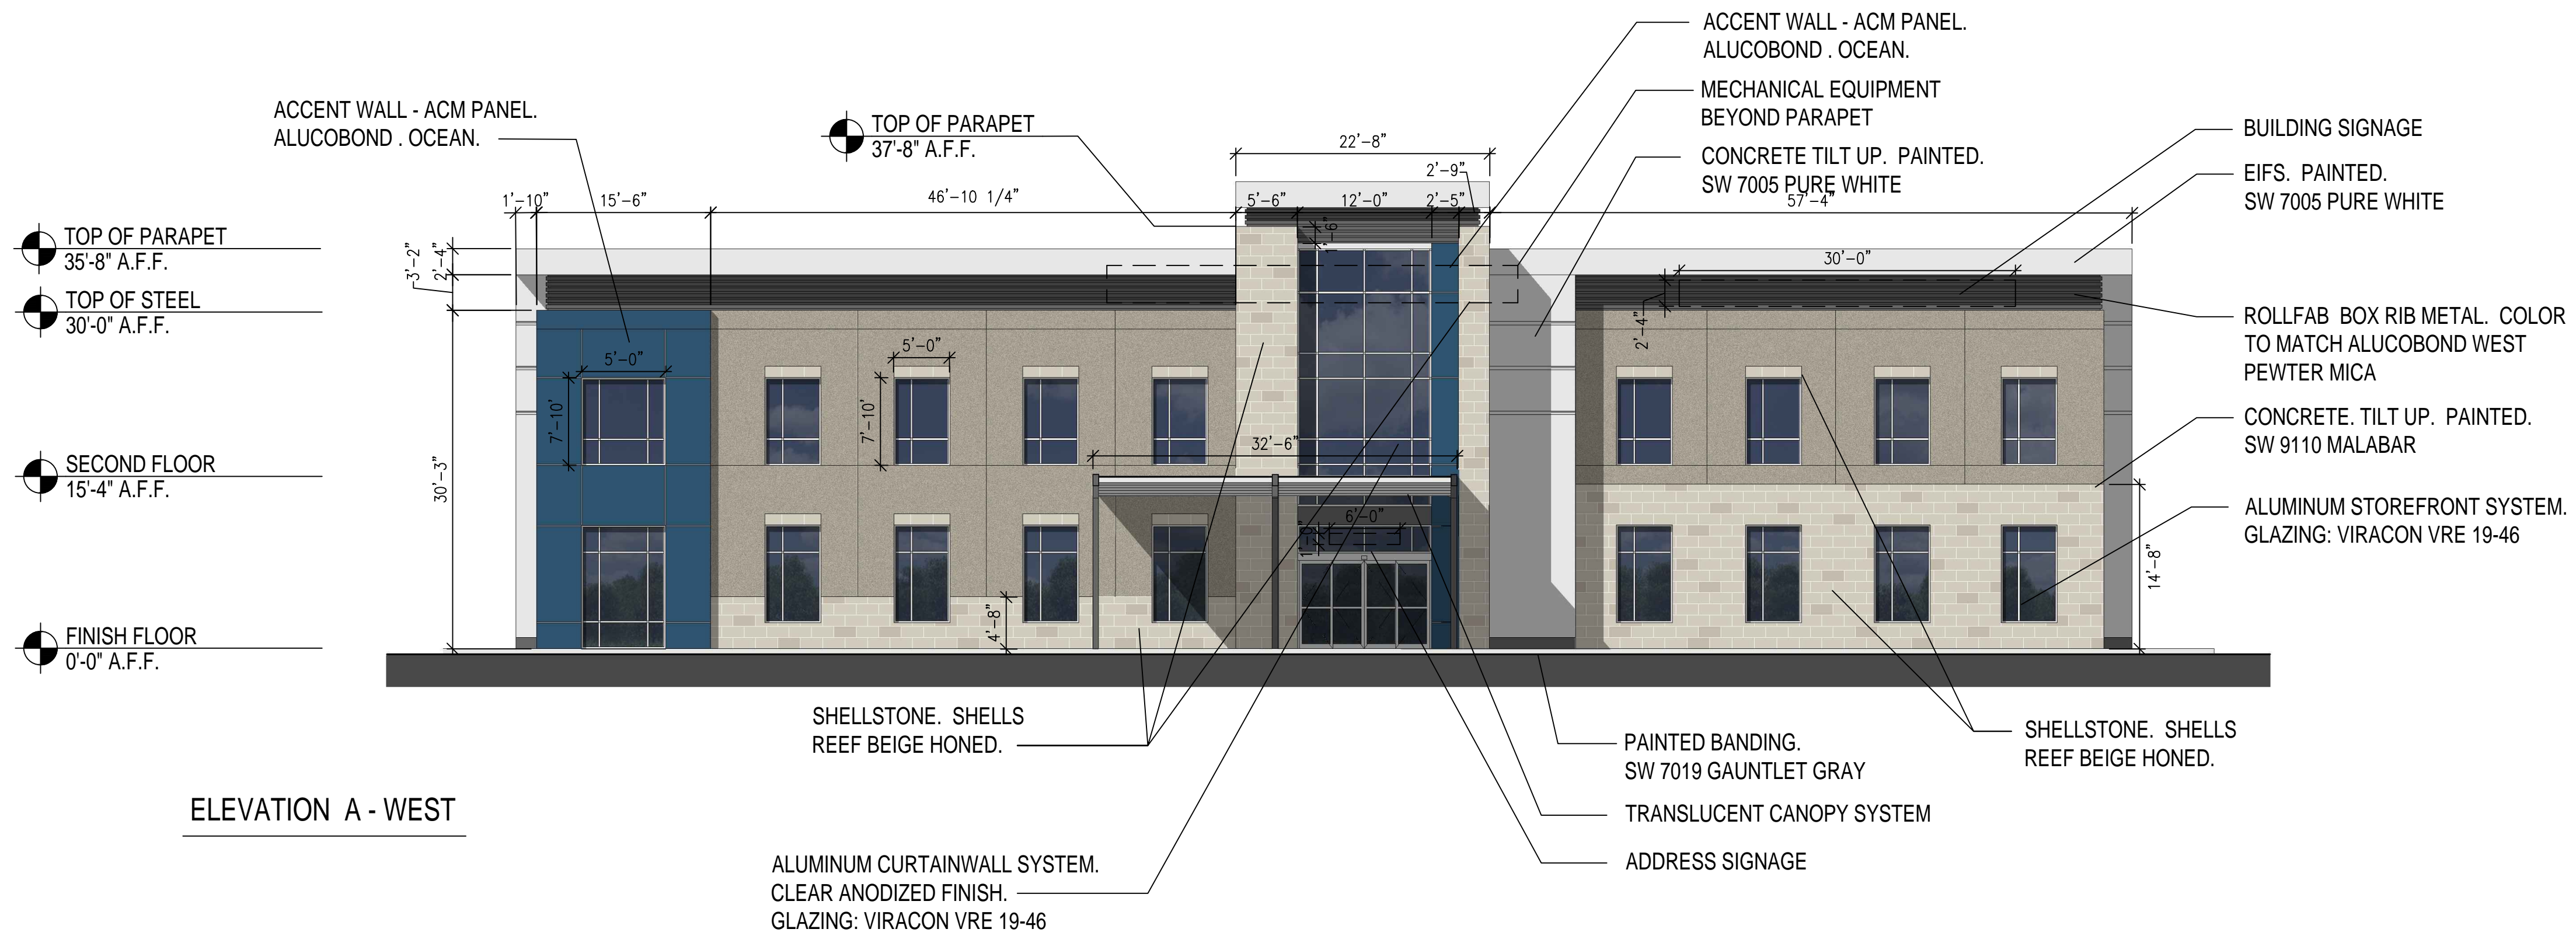 ACCENT WALL - ACM PANEL.
ALUCOBOND . OCEAN.
MECHANICAL EQUIPMENT
BEYOND PARAPET
CONCRETE TILT UP.  PAINTED.
SW 7005 PURE WHITE
ACCENT WALL - ACM PANEL.
ALUCOBOND . OCEAN.
TOP OF PARAPET
37'-8" A.F.F.
BUILDING SIGNAGE
EIFS.  PAINTED.
SW 7005 PURE WHITE
22'-8"
2'-9"
1'-10"
15'-6"
46'-10 1/4"
5'-6"
12'-0"
2'-5"
57'-4"
TOP OF PARAPET
35'-8" A.F.F.
TOP OF STEEL
30'-0" A.F.F.
SECOND FLOOR
15'-4" A.F.F.
FINISH FLOOR
0'-0" A.F.F.
3'-2"
2'-4"
30'-3"
5'-0"
7'-10'
5'-0"
7'-10'
32'-6"
6'-0"
4'-8"
30'-0"
2'-4"
14'-8"
ROLLFAB  BOX RIB METAL.  COLOR
TO MATCH ALUCOBOND WEST
PEWTER MICA
CONCRETE. TILT UP.  PAINTED.
SW 9110 MALABAR
ALUMINUM STOREFRONT SYSTEM.
GLAZING: VIRACON VRE 19-46
SHELLSTONE.  SHELLS
REEF BEIGE HONED.
PAINTED BANDING.
SW 7019 GAUNTLET GRAY
SHELLSTONE.  SHELLS
REEF BEIGE HONED.
TRANSLUCENT CANOPY SYSTEM
ADDRESS SIGNAGE
ELEVATION  A - WEST
ALUMINUM CURTAINWALL SYSTEM.
CLEAR ANODIZED FINISH.
GLAZING: VIRACON VRE 19-46